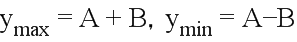 y_max = A + B, y_min = A–B